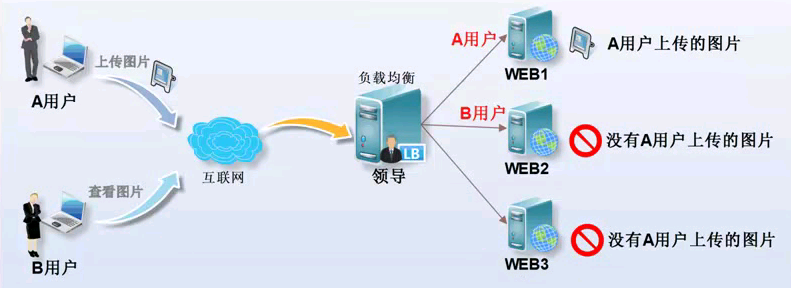 上传图片
A用户
互联网
查看图片
B用户
负载均衡
LB
领导
A用户
WEB1
A用户上传的图片
B用户
WEB2
没有A用户上传的图片
WEB3
没有A用户上传的图片